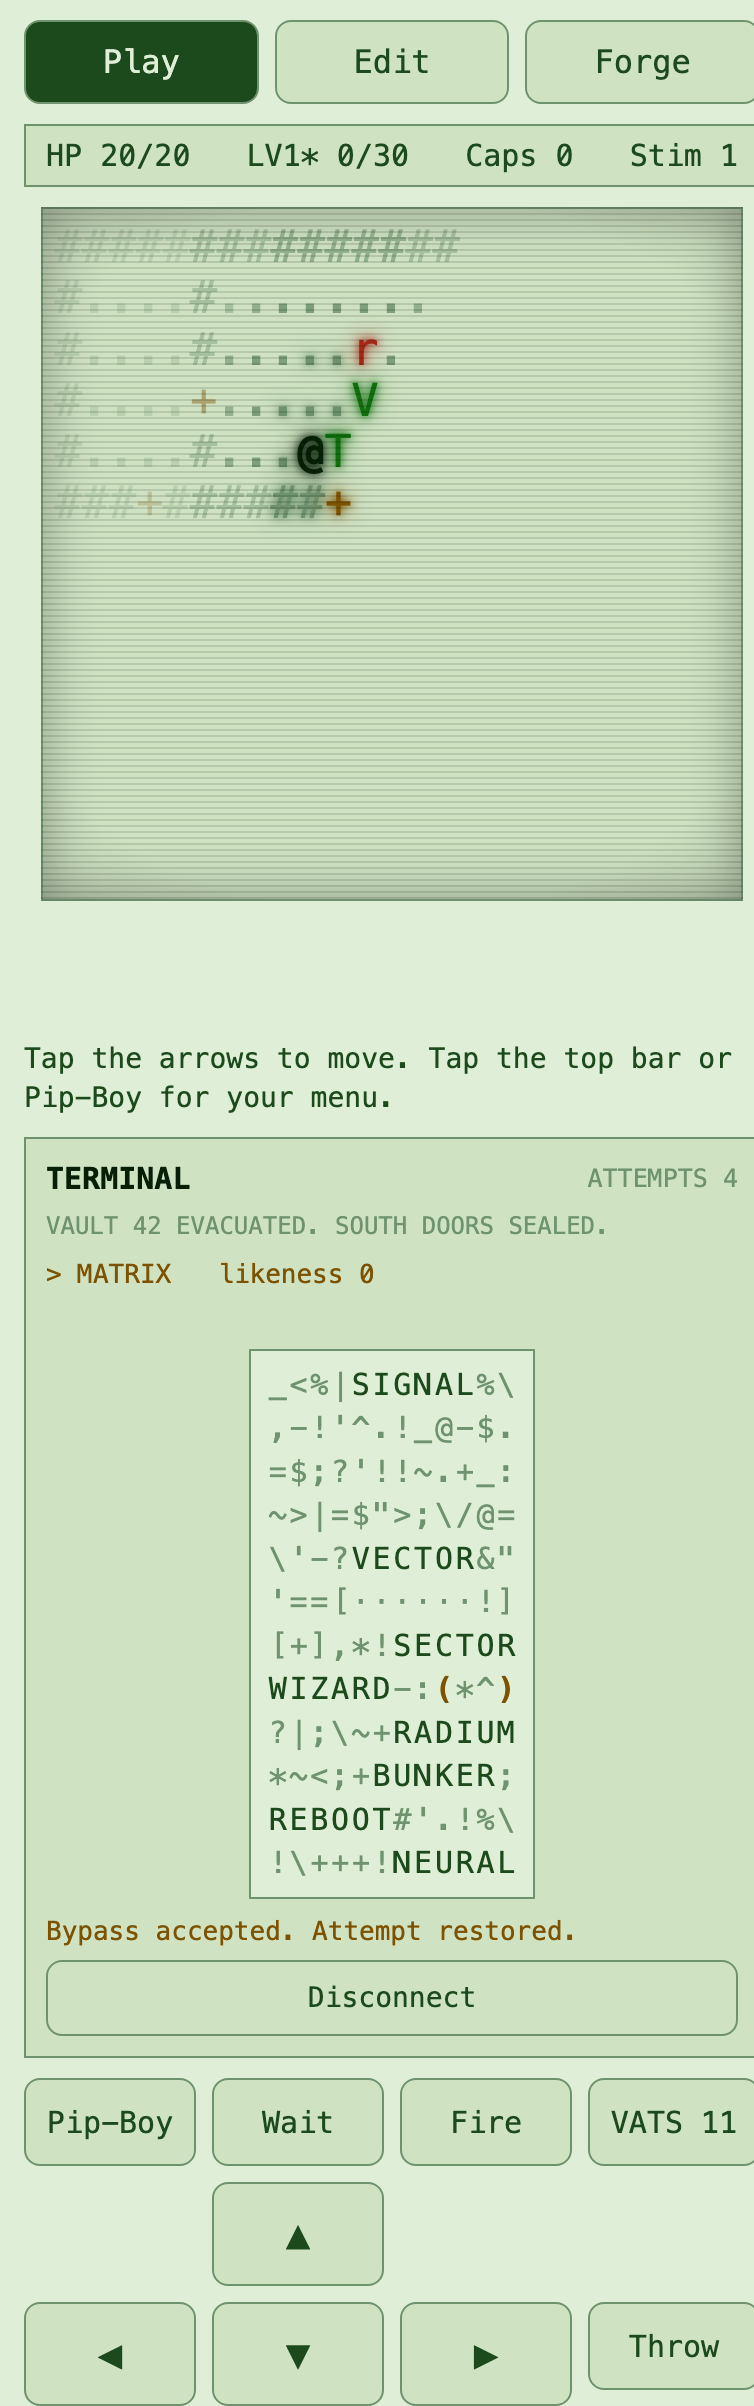 Play Edit Forge
HP 20/20 LV1* 0/30 Caps 0 Stim 1
###############
#....#........
#....#.....r.
#....+.....V
#....#...@T
###+######+
Tap the arrows to move. Tap the top bar or
Pip-Boy for your menu.
TERMINAL ATTEMPTS 4
VAULT 42 EVACUATED. SOUTH DOORS SEALED.
> MATRIX likeness 0
_<%|SIGNAL%\
,-!'^.!_@-$.
=$;?'!!~.+_:
~>|=$">;\/@=
\'-?VECTOR&"
'==[······!]
[+],*!SECTOR
WIZARD-:(*^)
?|;\~+RADIUM
*~<;+BUNKER;
REBOOT#'.!%\
!\+++!NEURAL
Bypass accepted. Attempt restored.
Disconnect
Pip-Boy Wait Fire VATS 11
▲
◀ ▼ ▶ Throw